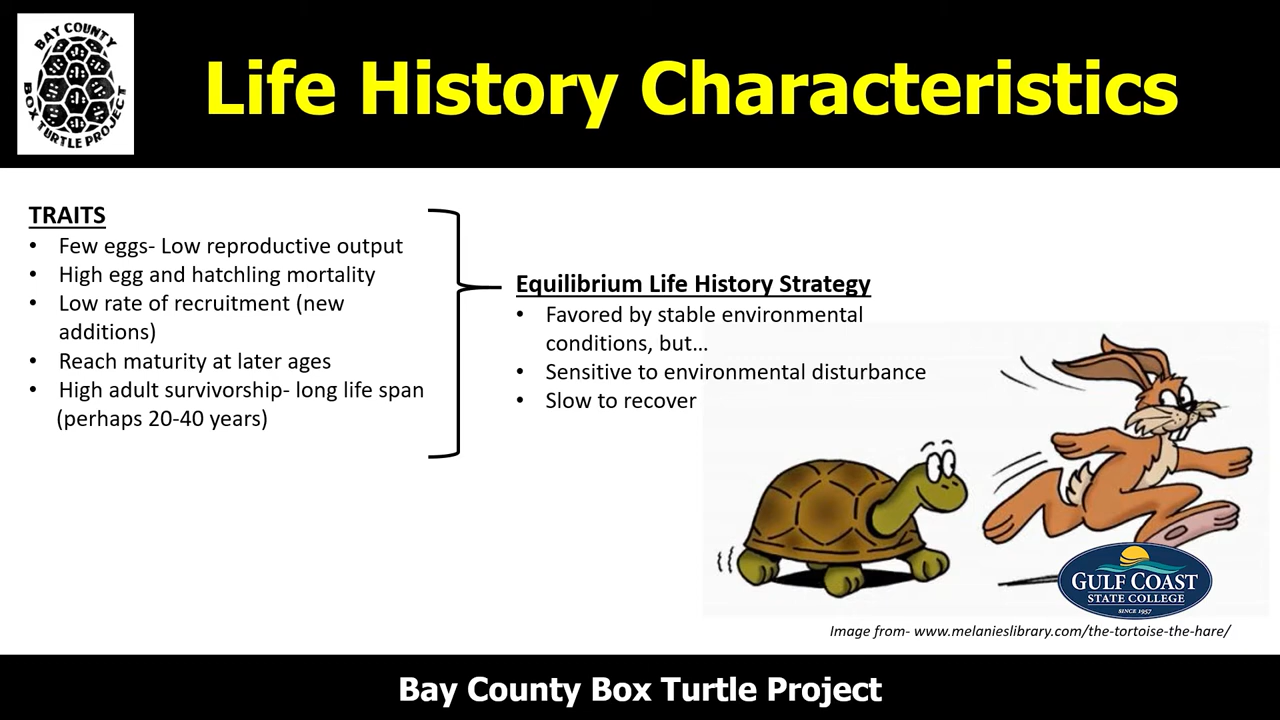 BAY COUNTY
BOX TURTLE PROJECT
Life History Characteristics
TRAITS
• Few eggs- Low reproductive output
• High egg and hatchling mortality
• Low rate of recruitment (new
additions)
• Reach maturity at later ages
• High adult survivorship- long life span
(perhaps 20-40 years)
Equilibrium Life History Strategy
• Favored by stable environmental
conditions, but...
• Sensitive to environmental disturbance
• Slow to recover
GULF COAST
STATE COLLEGE
SINCE 1957
Image from- www.melanieslibrary.com/the-tortoise-the-hare/
Bay County Box Turtle Project